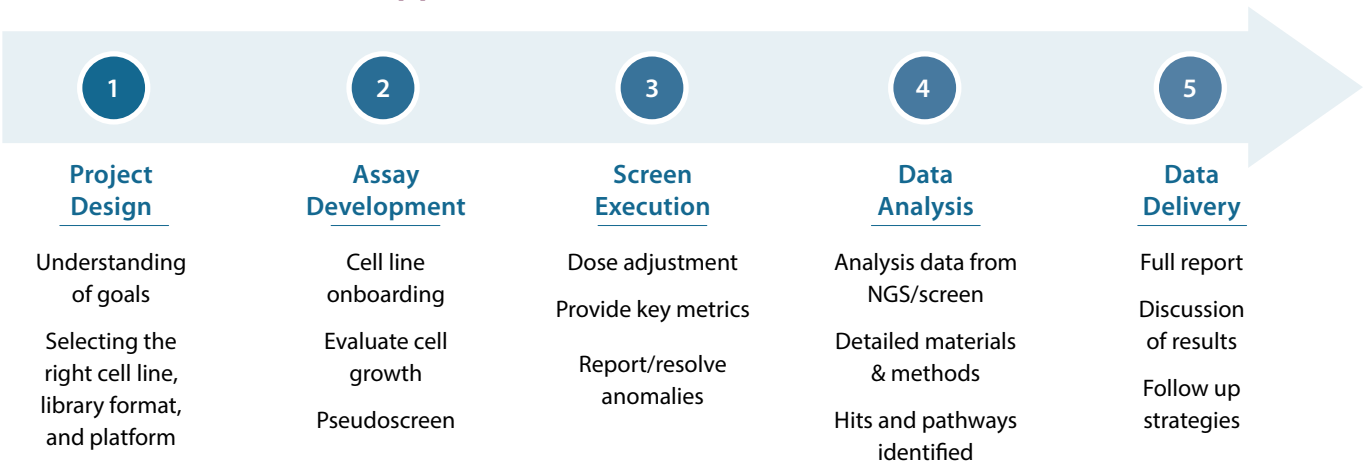 1
2
3
4
5
Project
Design
Understanding
of goals
Selecting the
right cell line,
library format,
and platform
Assay
Development
Cell line
onboarding
Evaluate cell
growth
Pseudoscreen
Screen
Execution
Dose adjustment
Provide key metrics
Report/resolve
anomalies
Data
Analysis
Analysis data from
NGS/screen
Detailed materials
& methods
Hits and pathways
identified
Data
Delivery
Full report
Discussion
of results
Follow up
strategies